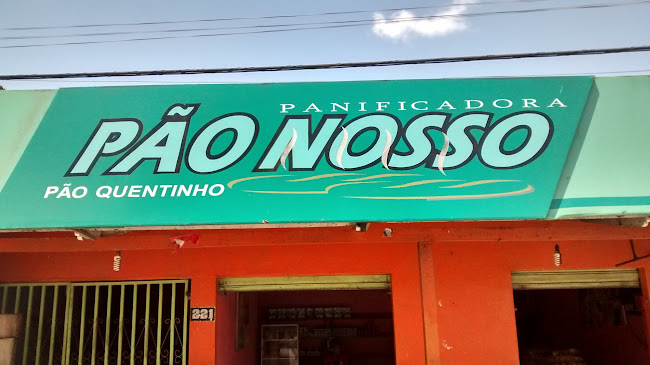 PANIFICADORA
PÃO NOSSO
PÃO QUENTINHO
221